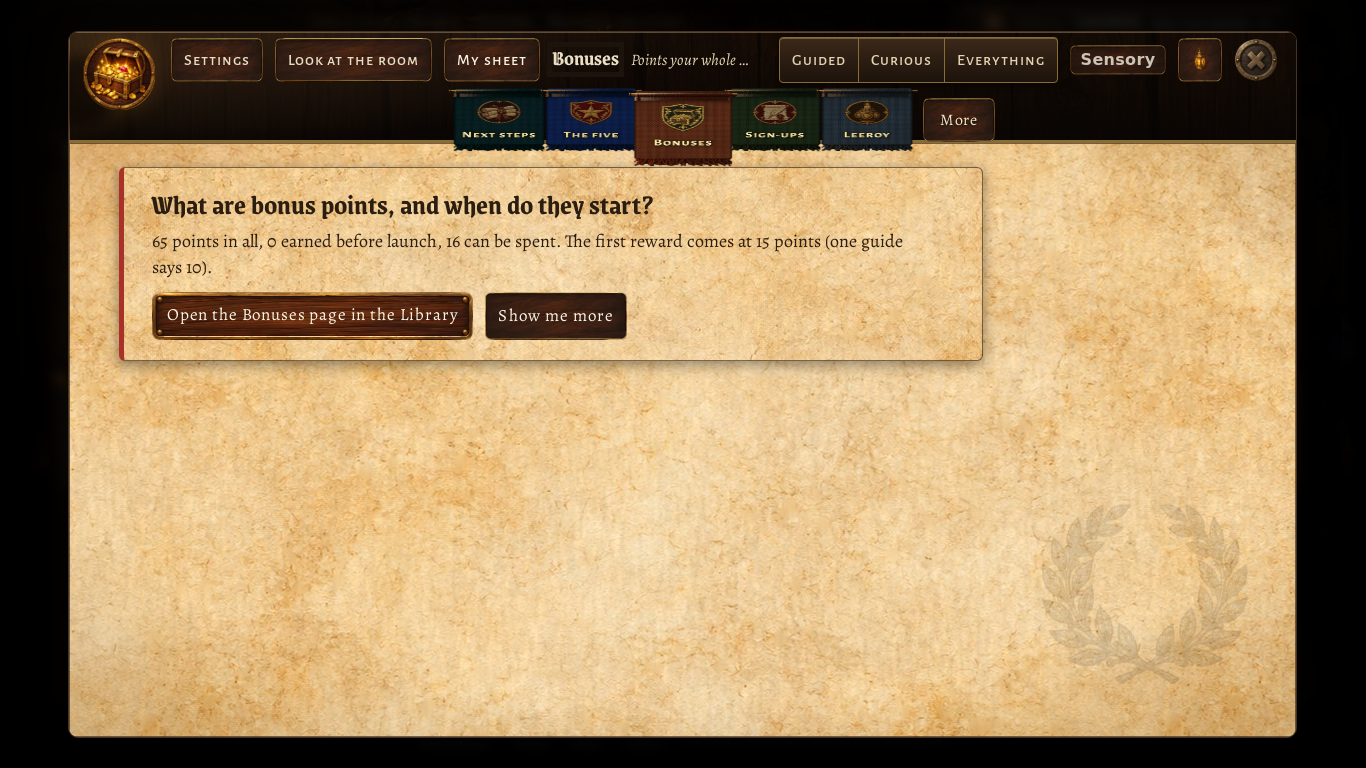 Settings
Look at the room
My sheet
Bonuses
Points your whole ...
Guided
Curious
Everything
Sensory
Next steps
The Five
Bonuses
Sign-ups
Leeroy
More
What are bonus points, and when do they start?
65 points in all, 0 earned before launch, 16 can be spent. The first reward comes at 15 points (one guide
says 10).
Open the Bonuses page in the Library
Show me more